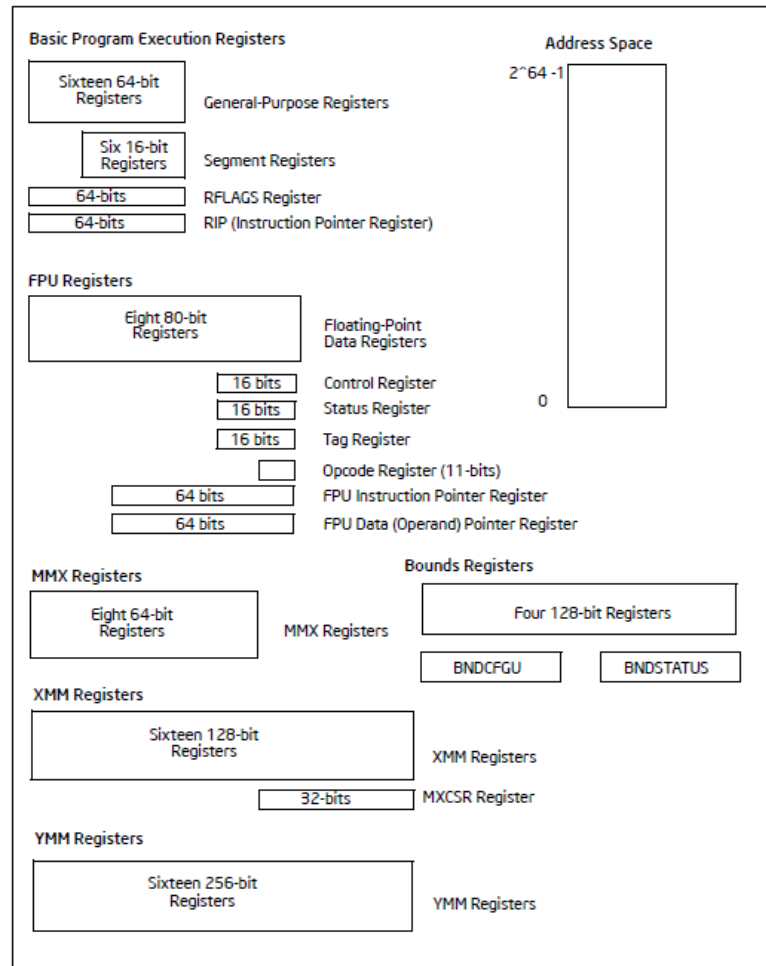 Basic Program Execution Registers
Address Space
2^64 -1
Sixteen 64-bit
Registers
General-Purpose Registers
Six 16-bit
Registers
Segment Registers
64-bits
RFLAGS Register
64-bits
RIP (Instruction Pointer Register)
FPU Registers
Eight 80-bit
Registers
Floating-Point
Data Registers
0
16 bits
Control Register
16 bits
Status Register
16 bits
Tag Register
Opcode Register (11-bits)
64 bits
FPU Instruction Pointer Register
64 bits
FPU Data (Operand) Pointer Register
MMX Registers
Eight 64-bit
Registers
MMX Registers
Bounds Registers
Four 128-bit Registers
BNDCFGU
BNDSTATUS
XMM Registers
Sixteen 128-bit
Registers
XMM Registers
32-bits
MXCSR Register
YMM Registers
Sixteen 256-bit
Registers
YMM Registers